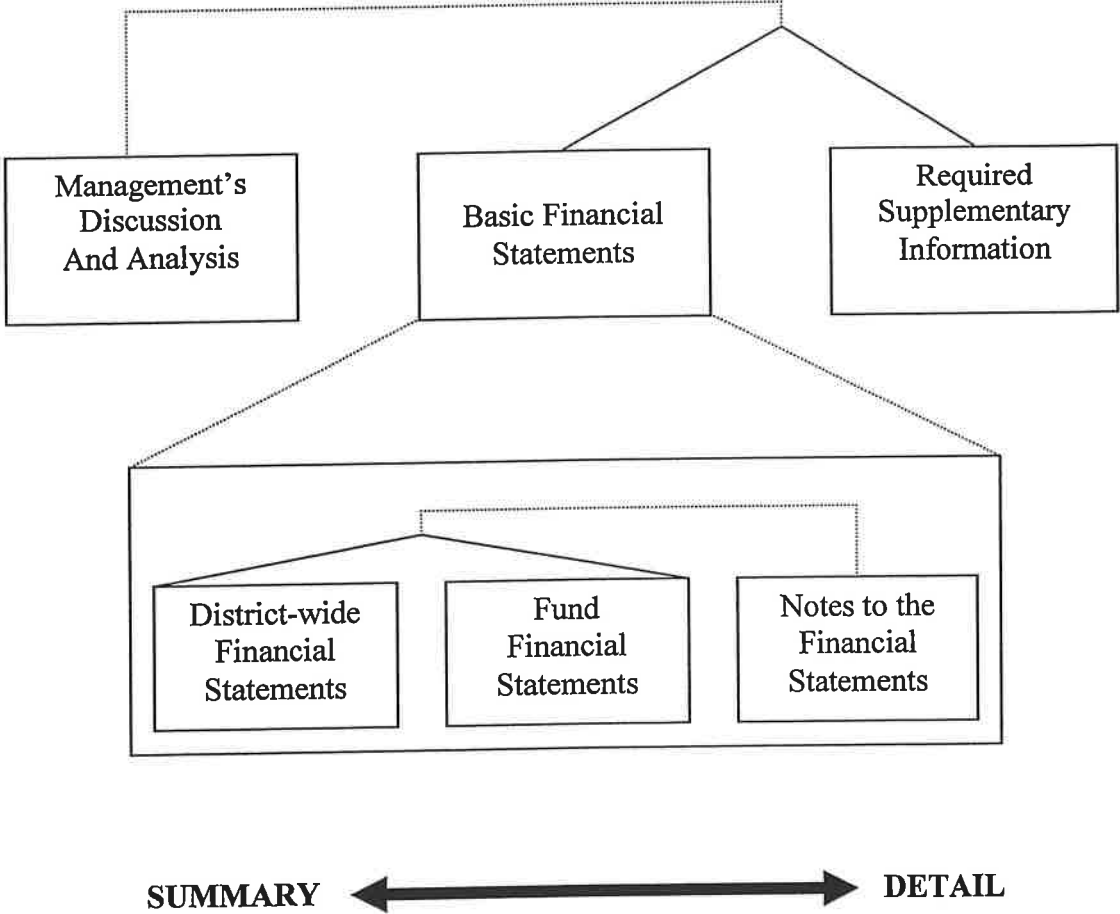 Management's
Discussion
And Analysis
Basic Financial
Statements
Required
Supplementary
Information
District-wide
Financial
Statements
Fund
Financial
Statements
Notes to the
Financial
Statements
SUMMARY
DETAIL